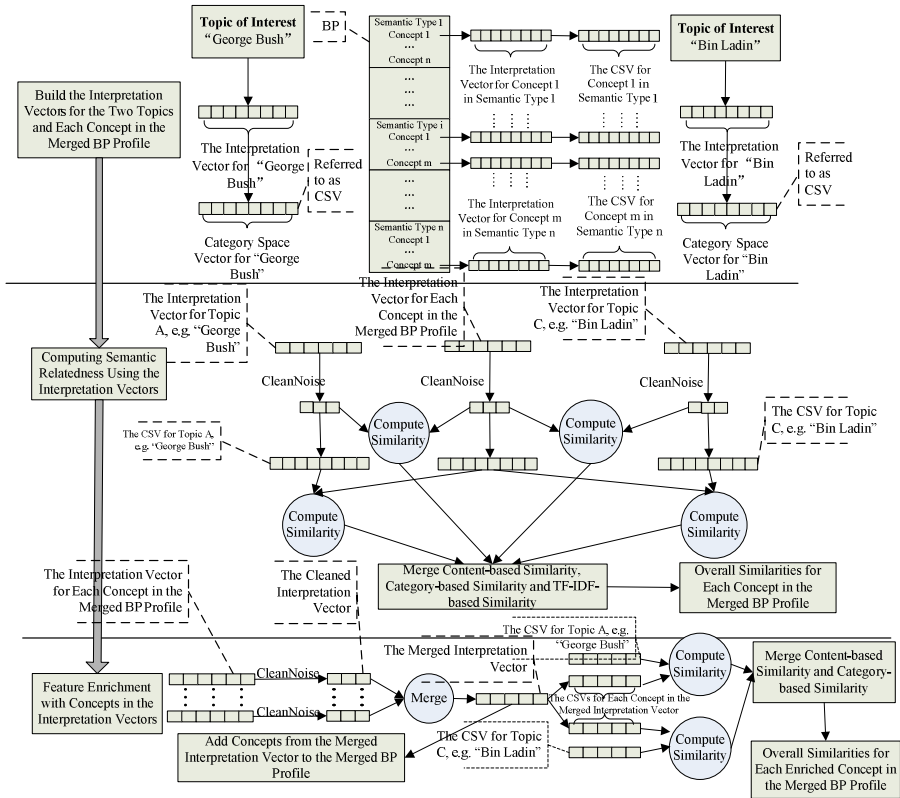 Topic of Interest
“George Bush”
BP
Semantic Type 1
Concept 1
...
Concept n
...
...
...
Semantic Type i
Concept 1
...
Concept m
...
...
Semantic Type n
Concept 1
...
Concept m
The Interpretation
Vector for Concept 1
in Semantic Type 1
The CSV for
Concept 1 in
Semantic Type 1
The Interpretation
Vector for Concept m
in Semantic Type n
The CSV for
Concept m in
Semantic Type n
Topic of Interest
“Bin Ladin”
Build the Interpretation
Vectors for the Two Topics
and Each Concept in the
Merged BP Profile
The Interpretation
Vector for “George
Bush”
Referred
to as
CSV
Category Space
Vector for “George
Bush”
The Interpretation
Vector for “Bin
Ladin”
Referred
to as
CSV
Category Space
Vector for “Bin
Ladin”
The Interpretation
Vector for Topic
A, e.g. “George
Bush”
The Interpretation
Vector for Each
Concept in the
Merged BP Profile
The Interpretation
Vector for Topic
C, e.g. “Bin Ladin”
Computing Semantic
Relatedness Using the
Interpretation Vectors
CleanNoise
CleanNoise
CleanNoise
Compute
Similarity
Compute
Similarity
The CSV for Topic A,
e.g. “George Bush”
The CSV for Topic
C, e.g. “Bin Ladin”
Compute
Similarity
Compute
Similarity
Merge Content-based Similarity,
Category-based Similarity and TF-IDF-
based Similarity
Overall Similarities for
Each Concept in the
Merged BP Profile
The Interpretation Vector
for Each Concept in the
Merged BP Profile
The Cleaned
Interpretation
Vector
Feature Enrichment
with Concepts in the
Interpretation Vectors
CleanNoise
CleanNoise
Merge
The Merged Interpretation
Vector
The CSV for Topic A, e.g.
“George Bush”
The CSVs for Each Concept in the
Merged Interpretation Vector
The CSV for Topic
C, e.g. “Bin Ladin”
Compute
Similarity
Compute
Similarity
Merge Content-based
Similarity and Category-
based Similarity
Add Concepts from the Merged
Interpretation Vector to the Merged BP
Profile
Overall Similarities for
Each Enriched Concept in
the Merged BP Profile